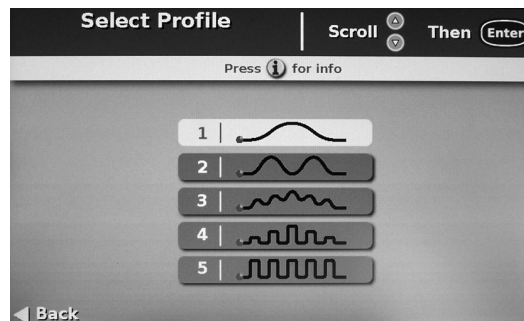 Select Profile
Scroll Then Enter
Press i for info
1
2
3
4
5
Back